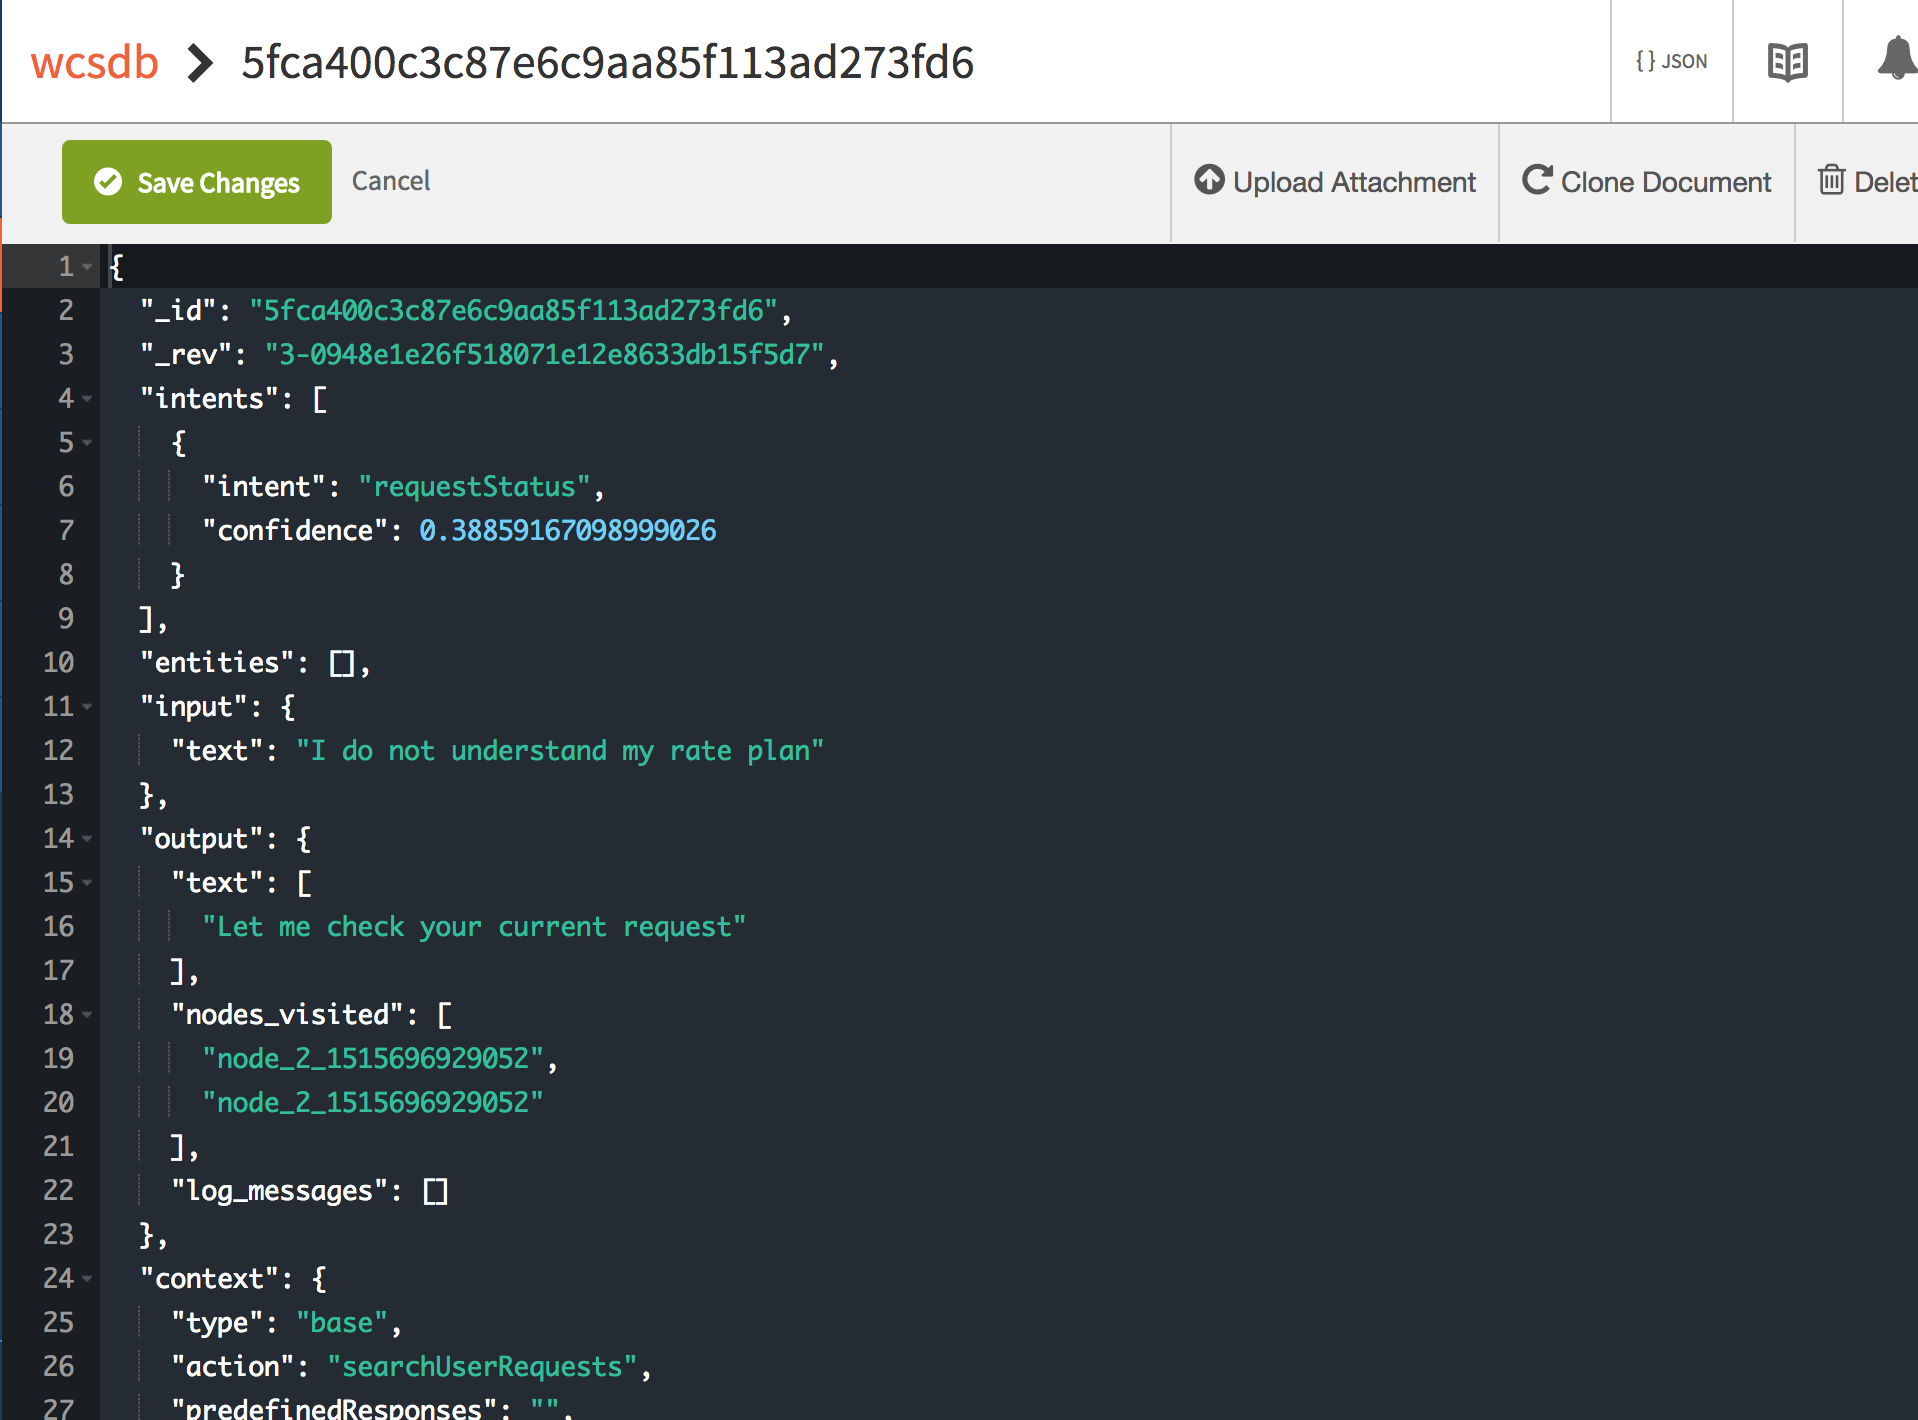 wcsdb > 5fca400c3c87e6c9aa85f113ad273fd6
{ } JSON
Save Changes Cancel Upload Attachment Clone Document Delet
1 {
2 "_id": "5fca400c3c87e6c9aa85f113ad273fd6",
3 "_rev": "3-0948e1e26f518071e12e8633db15f5d7",
4 "intents": [
5 {
6 "intent": "requestStatus",
7 "confidence": 0.38859167098999026
8 }
9 ],
10 "entities": [],
11 "input": {
12 "text": "I do not understand my rate plan"
13 },
14 "output": {
15 "text": [
16 "Let me check your current request"
17 ],
18 "nodes_visited": [
19 "node_2_1515696929052",
20 "node_2_1515696929052"
21 ],
22 "log_messages": []
23 },
24 "context": {
25 "type": "base",
26 "action": "searchUserRequests",
27 "predefinedResponses": "",